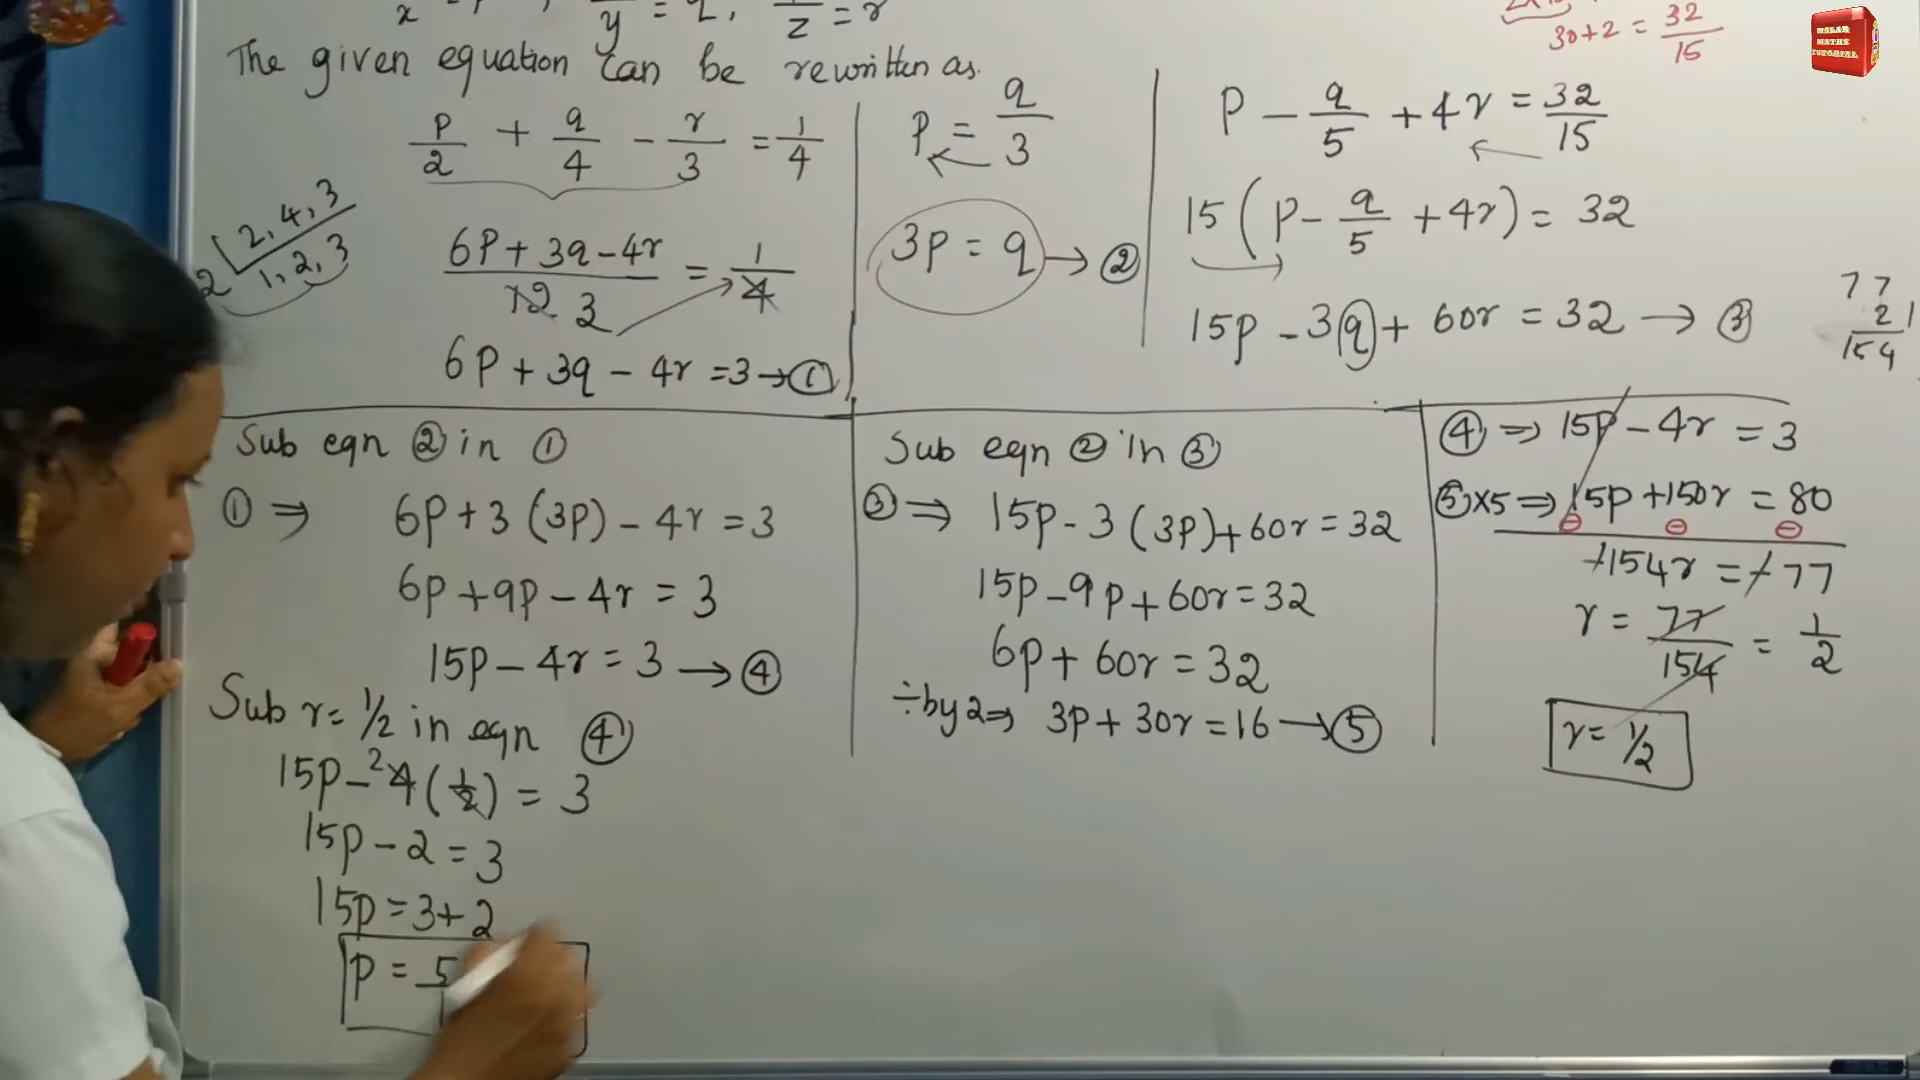 The given equation can be rewritten as.
p/2 + q/4 - r/3 = 1/4
2 | 2, 4, 3
1, 2, 3
(6p + 3q - 4r)/12 3 = 1/4
6p + 3q - 4r = 3 → ①
p = q/3
3p = q → ②
30+2 = 32/15
MALAR MATHS TUTORIAL
p - q/5 + 4r = 32/15
15 (p - q/5 + 4r) = 32
15p - 3q + 60r = 32 → ③
77
2
154
Sub eqn ② in ①
① ⇒ 6p + 3 (3p) - 4r = 3
6p + 9p - 4r = 3
15p - 4r = 3 → ④
Sub r = 1/2 in eqn ④
15p - 2 4 (1/2) = 3
15p - 2 = 3
15p = 3 + 2
p = 5
Sub eqn ② in ③
③ ⇒ 15p - 3 (3p) + 60r = 32
15p - 9p + 60r = 32
6p + 60r = 32
÷ by 2 ⇒ 3p + 30r = 16 → ⑤
④ ⇒ 15p - 4r = 3
⑤ x5 ⇒ 15p + 150r = 80
⊖ ⊖ ⊖
-154r = -77
r = 77/154 = 1/2
r = 1/2